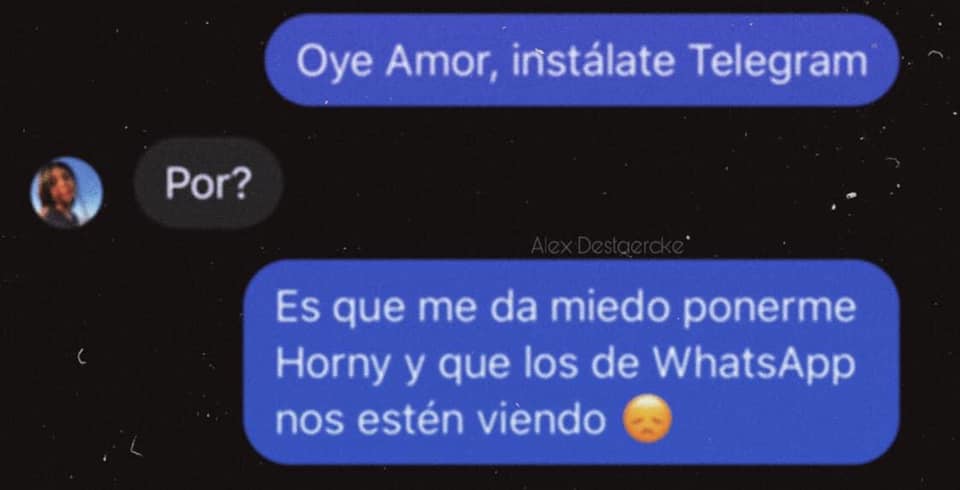 Oye Amor, instálate Telegram
Por?
Alex Destgercke
Es que me da miedo ponerme
Horny y que los de WhatsApp
nos estén viendo 😞